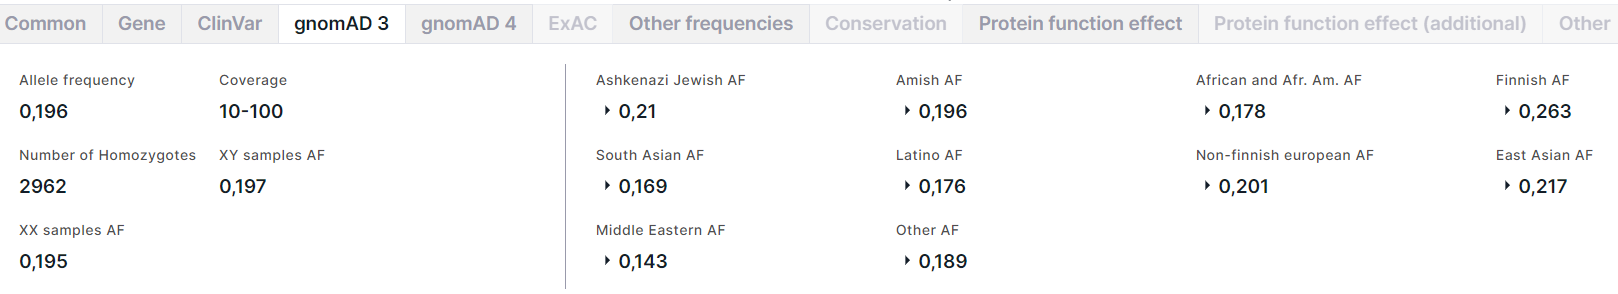 Common Gene ClinVar gnomAD 3 gnomAD 4 ExAC Other frequencies Conservation Protein function effect Protein function effect (additional) Other
Allele frequency Coverage Ashkenazi Jewish AF Amish AF African and Afr. Am. AF Finnish AF
0,196 10-100 0,21 0,196 0,178 0,263
Number of Homozygotes XY samples AF South Asian AF Latino AF Non-finnish european AF East Asian AF
2962 0,197 0,169 0,176 0,201 0,217
XX samples AF Middle Eastern AF Other AF
0,195 0,143 0,189